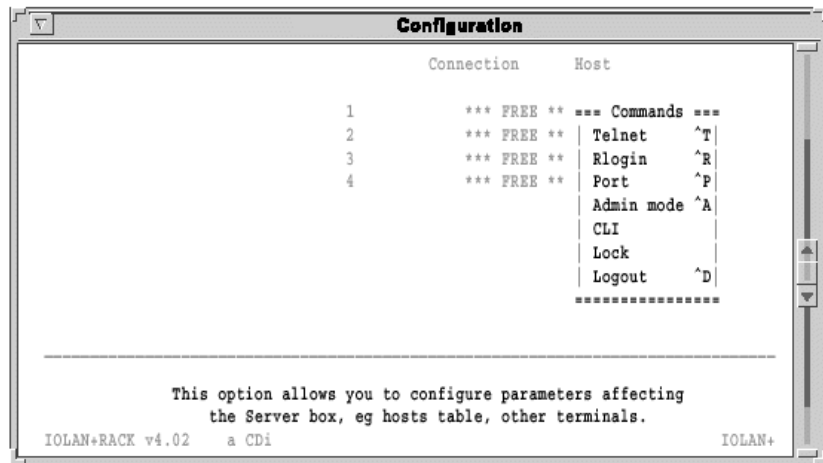 Configuration
Connection Host
1 *** FREE ** === Commands ===
2 *** FREE ** | Telnet ^T|
3 *** FREE ** | Rlogin ^R|
4 *** FREE ** | Port ^P|
| Admin mode ^A|
| CLI |
| Lock |
| Logout ^D|
================
This option allows you to configure parameters affecting
the Server box, eg hosts table, other terminals.
IOLAN+RACK v4.02 a CDi IOLAN+